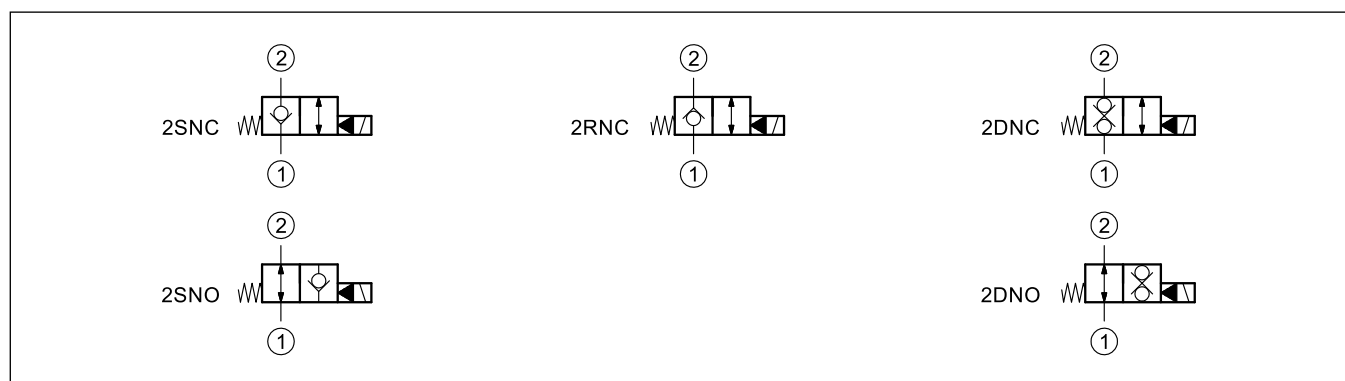 ② ② ②
2SNC 2RNC 2DNC
① ① ①
② ②
2SNO 2DNO
① ①